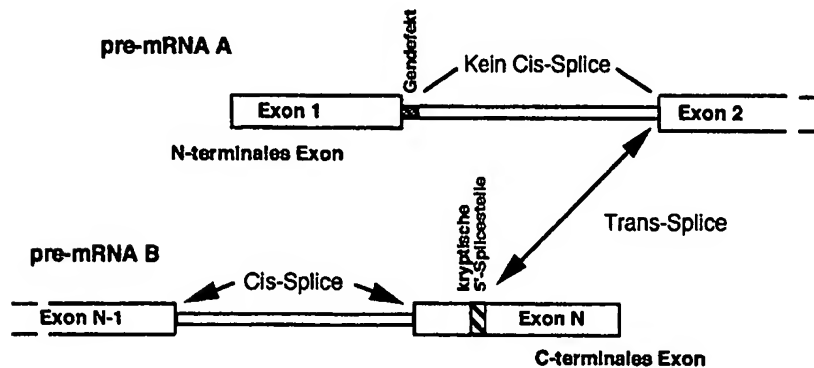 pre-mRNA A
Gendefekt
Kein Cis-Splice
Exon 1
Exon 2
N-terminales Exon
kryptische
5'-Splicestelle
Trans-Splice
pre-mRNA B
Cis-Splice
Exon N-1
Exon N
C-terminales Exon